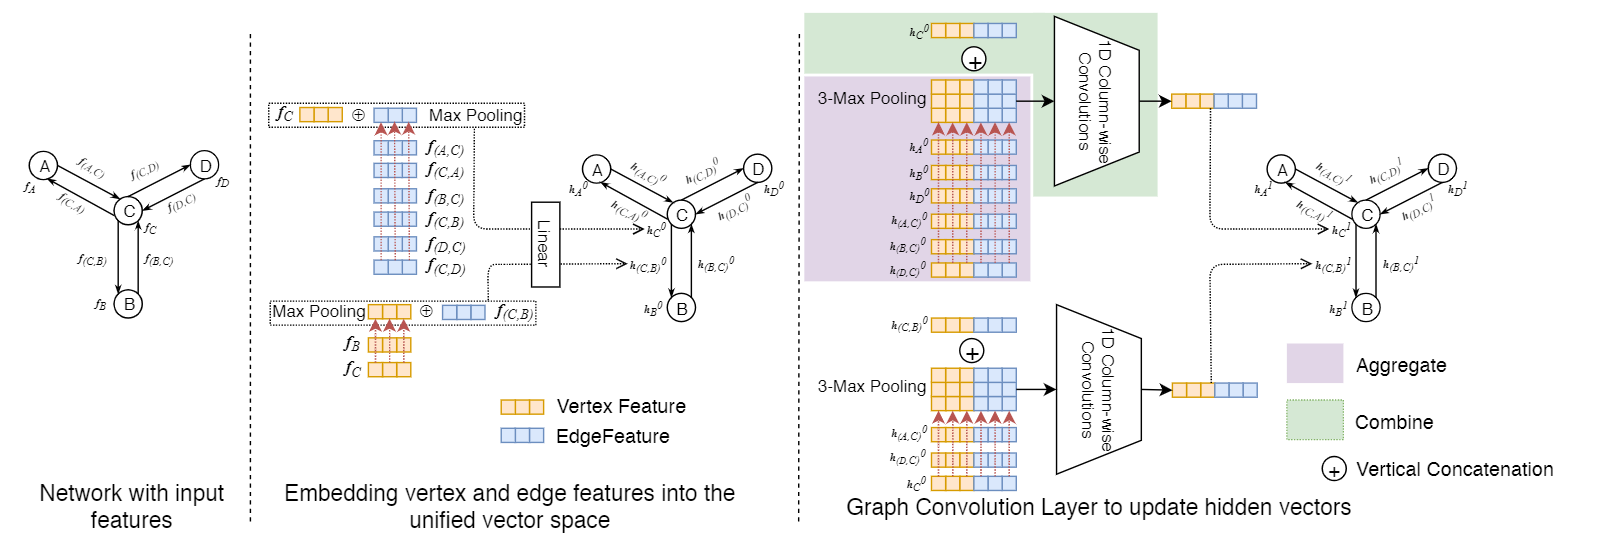 A
D
C
B
f_A
f_(A,C)
f_(C,A)
f_(C,D)
f_(D,C)
f_D
f_C
f_(C,B)
f_(B,C)
f_B
Network with input
features
f_C ⊕ Max Pooling
f_(A,C)
f_(C,A)
f_(B,C)
f_(C,B)
f_(D,C)
f_(C,D)
Max Pooling ⊕ f_(C,B)
f_B
f_C
Linear
A
D
C
B
h_A^0
h_(A,C)^0
h_(C,A)^0
h_(C,D)^0
h_(D,C)^0
h_D^0
h_C^0
h_(C,B)^0
h_(B,C)^0
h_B^0
Vertex Feature
EdgeFeature
Embedding vertex and edge features into the
unified vector space
h_C^0
+
3-Max Pooling
h_A^0
h_B^0
h_D^0
h_(A,C)^0
h_(B,C)^0
h_(D,C)^0
1D Column-wise
Convolutions
h_(C,B)^0
+
3-Max Pooling
h_(A,C)^0
h_(D,C)^0
h_C^0
1D Column-wise
Convolutions
A
D
C
B
h_A^1
h_(A,C)^1
h_(C,A)^1
h_(C,D)^1
h_(D,C)^1
h_D^1
h_C^1
h_(C,B)^1
h_(B,C)^1
h_B^1
Aggregate
Combine
+ Vertical Concatenation
Graph Convolution Layer to update hidden vectors